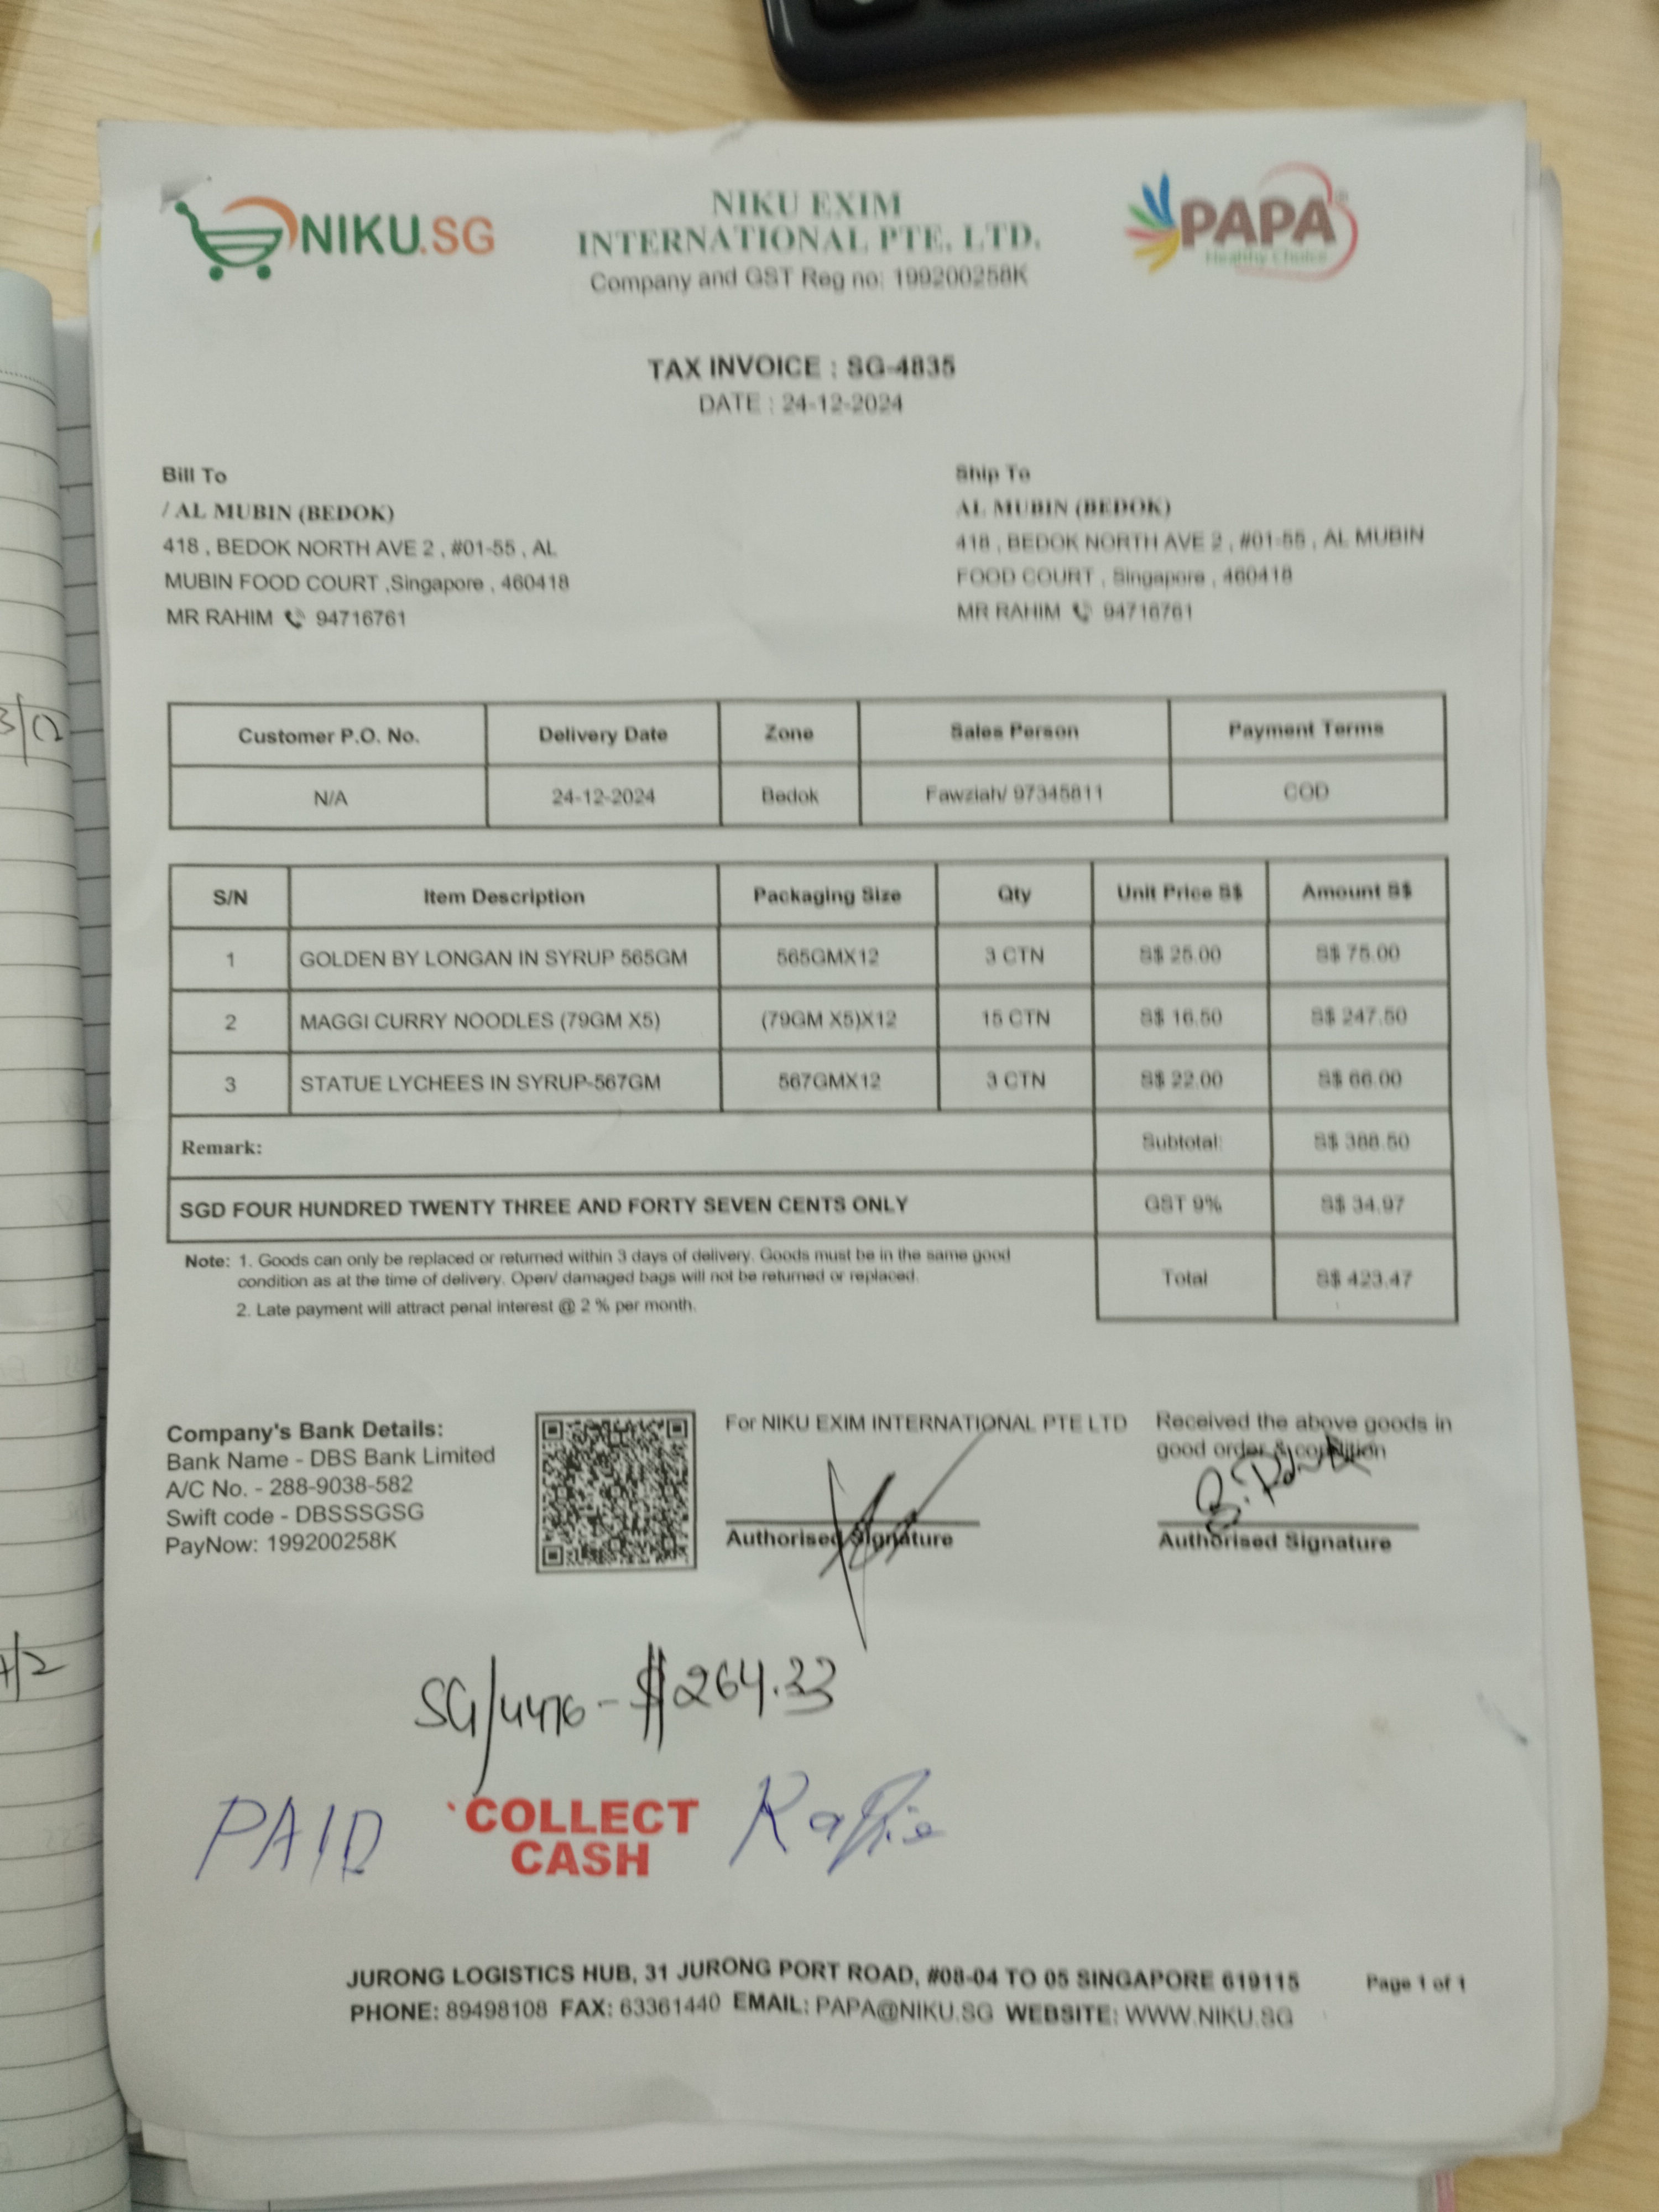 NIKU.SG
NIKU EXIM
INTERNATIONAL PTE. LTD.
Company and GST Reg no: 199200258K
PAPA
Healthy Choice
TAX INVOICE : SG-4835
DATE : 24-12-2024
Bill To
/ AL MUBIN (BEDOK)
418 , BEDOK NORTH AVE 2 , #01-55 , AL
MUBIN FOOD COURT ,Singapore , 460418
MR RAHIM 94716761
Ship To
AL MUBIN (BEDOK)
418 , BEDOK NORTH AVE 2 , #01-55 , AL MUBIN
FOOD COURT , Singapore , 460418
MR RAHIM 94716761
Customer P.O. No. Delivery Date Zone Sales Person Payment Terms
N/A 24-12-2024 Bedok Fawziah/ 97345811 COD
S/N Item Description Packaging Size Qty Unit Price S$ Amount S$
1 GOLDEN BY LONGAN IN SYRUP 565GM 565GMX12 3 CTN S$ 25.00 S$ 75.00
2 MAGGI CURRY NOODLES (79GM X5) (79GM X5)X12 15 CTN S$ 16.50 S$ 247.50
3 STATUE LYCHEES IN SYRUP-567GM 567GMX12 3 CTN S$ 22.00 S$ 66.00
Remark: Subtotal: S$ 388.50
SGD FOUR HUNDRED TWENTY THREE AND FORTY SEVEN CENTS ONLY GST 9% S$ 34.97
Note: 1. Goods can only be replaced or returned within 3 days of delivery. Goods must be in the same good
condition as at the time of delivery. Open/ damaged bags will not be returned or replaced.
2. Late payment will attract penal interest @ 2 % per month.
Total S$ 423.47
Company's Bank Details:
Bank Name - DBS Bank Limited
A/C No. - 288-9038-582
Swift code - DBSSSGSG
PayNow: 199200258K
For NIKU EXIM INTERNATIONAL PTE LTD
Authorised Signature
Received the above goods in
good order & condition
Authorised Signature
SG/4476 - $264.33
PAID
COLLECT
CASH
JURONG LOGISTICS HUB, 31 JURONG PORT ROAD, #08-04 TO 05 SINGAPORE 619115
PHONE: 89498108 FAX: 63361440 EMAIL: PAPA@NIKU.SG WEBSITE: WWW.NIKU.SG
Page 1 of 1